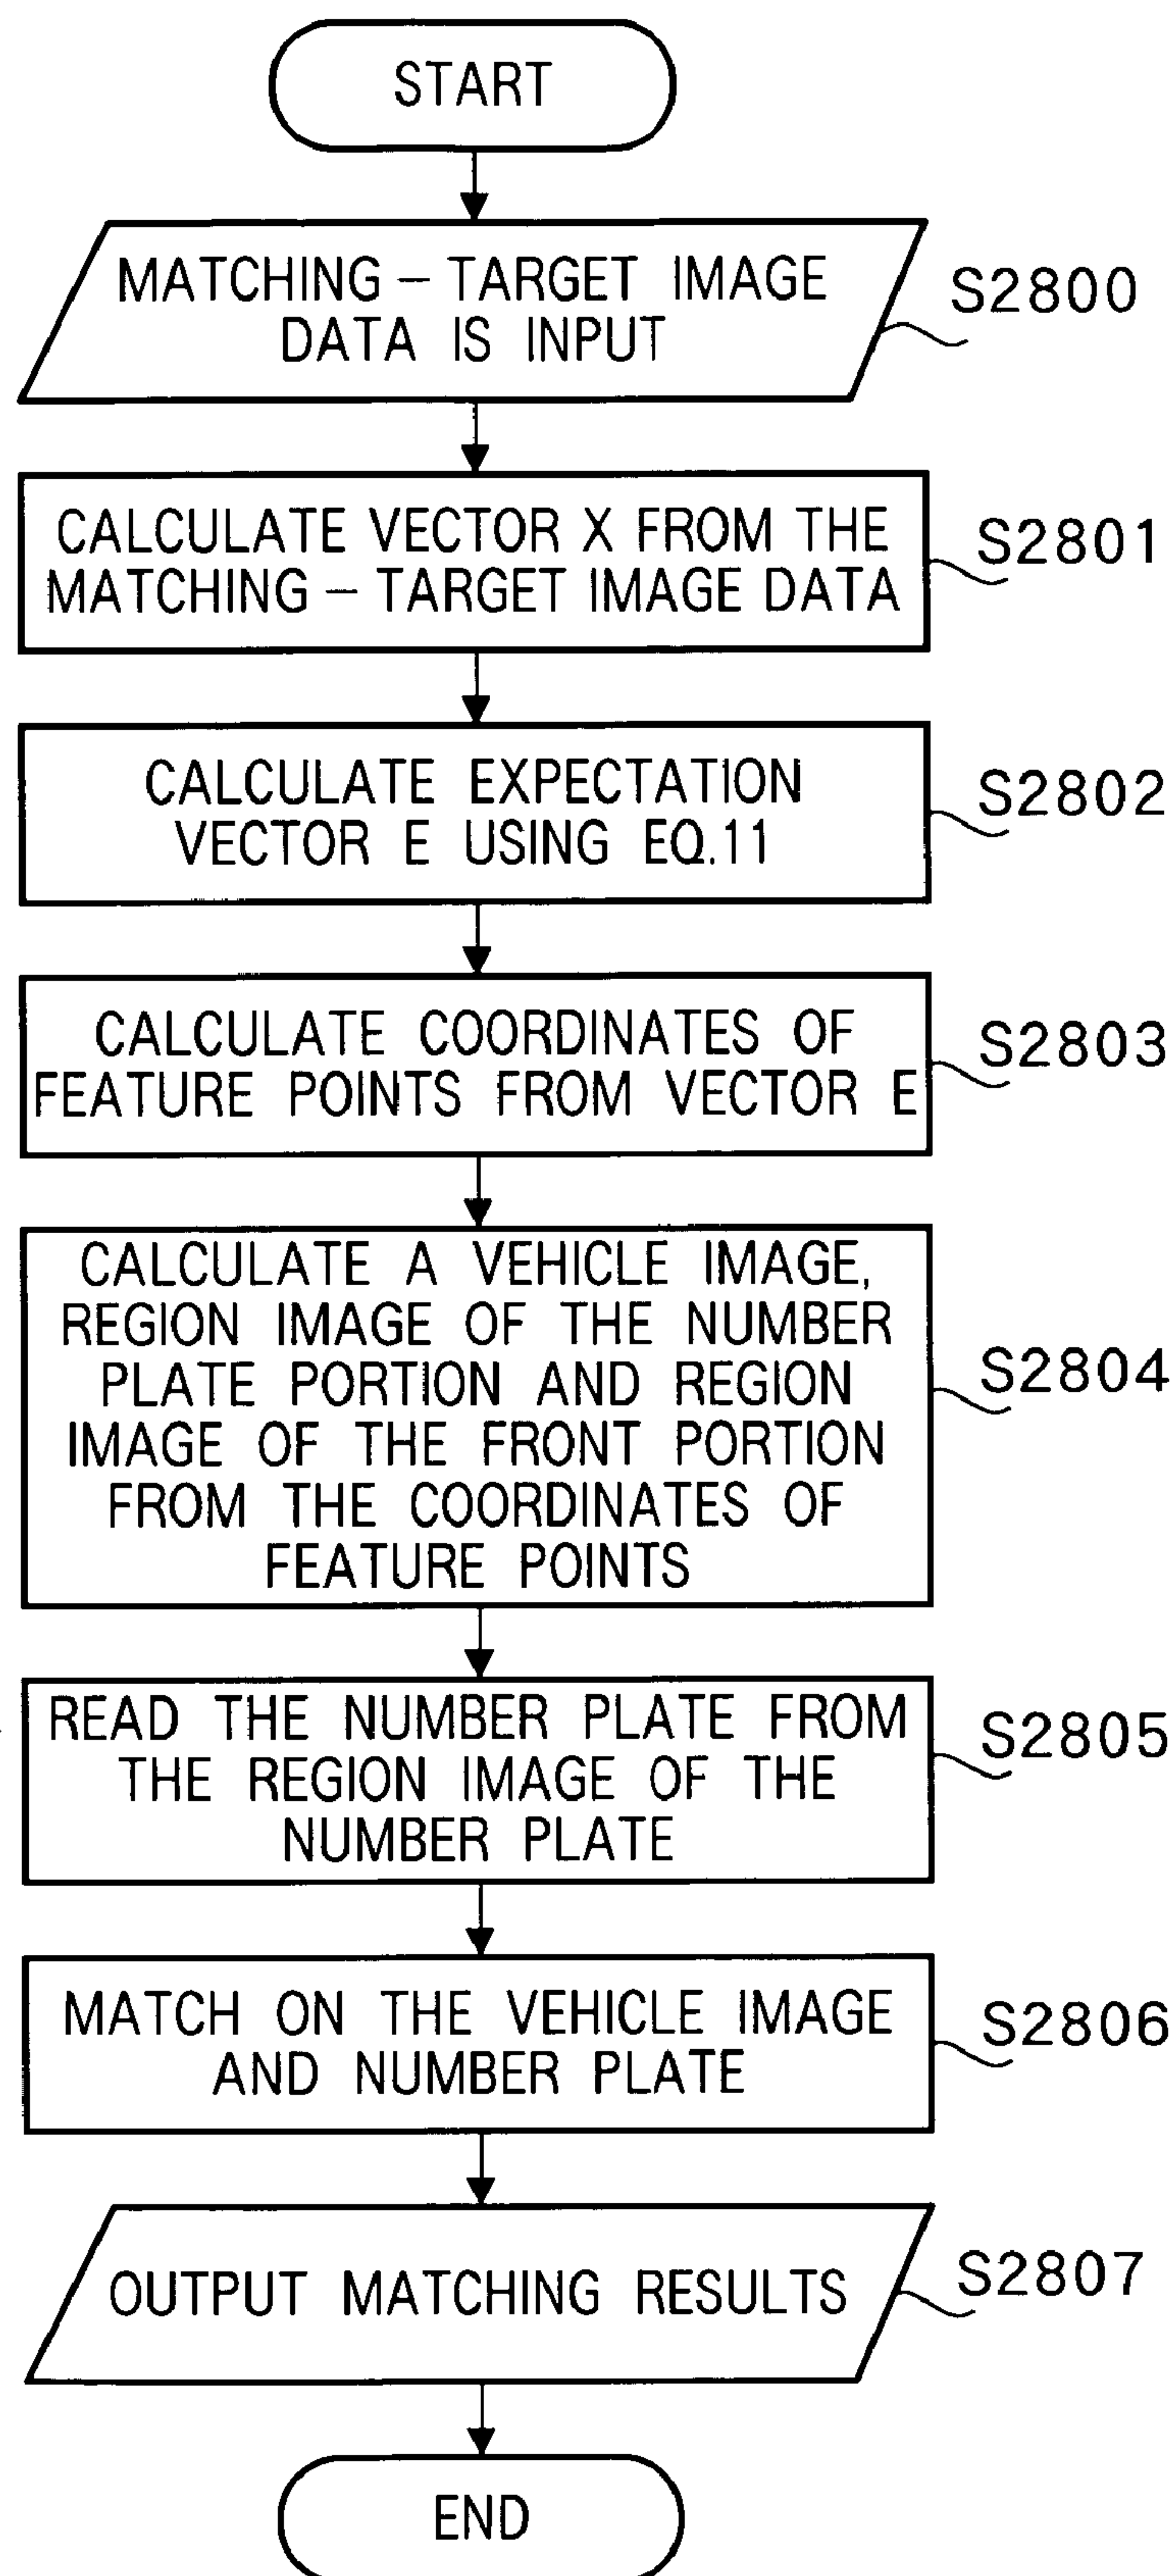 START
MATCHING – TARGET IMAGE
DATA IS INPUT
S2800
CALCULATE VECTOR X FROM THE
MATCHING – TARGET IMAGE DATA
S2801
CALCULATE EXPECTATION
VECTOR E USING EQ.11
S2802
CALCULATE COORDINATES OF
FEATURE POINTS FROM VECTOR E
S2803
CALCULATE A VEHICLE IMAGE,
REGION IMAGE OF THE NUMBER
PLATE PORTION AND REGION
IMAGE OF THE FRONT PORTION
FROM THE COORDINATES OF
FEATURE POINTS
S2804
READ THE NUMBER PLATE FROM
THE REGION IMAGE OF THE
NUMBER PLATE
S2805
MATCH ON THE VEHICLE IMAGE
AND NUMBER PLATE
S2806
OUTPUT MATCHING RESULTS
S2807
END